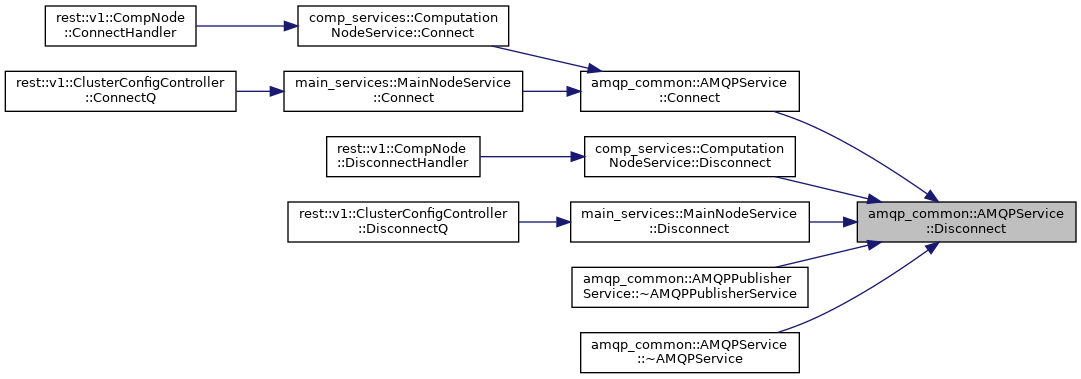 rest::v1::CompNode
::ConnectHandler
comp_services::Computation
NodeService::Connect
rest::v1::ClusterConfigController
::ConnectQ
main_services::MainNodeService
::Connect
amqp_common::AMQPService
::Connect
rest::v1::CompNode
::DisconnectHandler
comp_services::Computation
NodeService::Disconnect
rest::v1::ClusterConfigController
::DisconnectQ
main_services::MainNodeService
::Disconnect
amqp_common::AMQPService
::Disconnect
amqp_common::AMQPPublisher
Service::~AMQPPublisherService
amqp_common::AMQPService
::~AMQPService